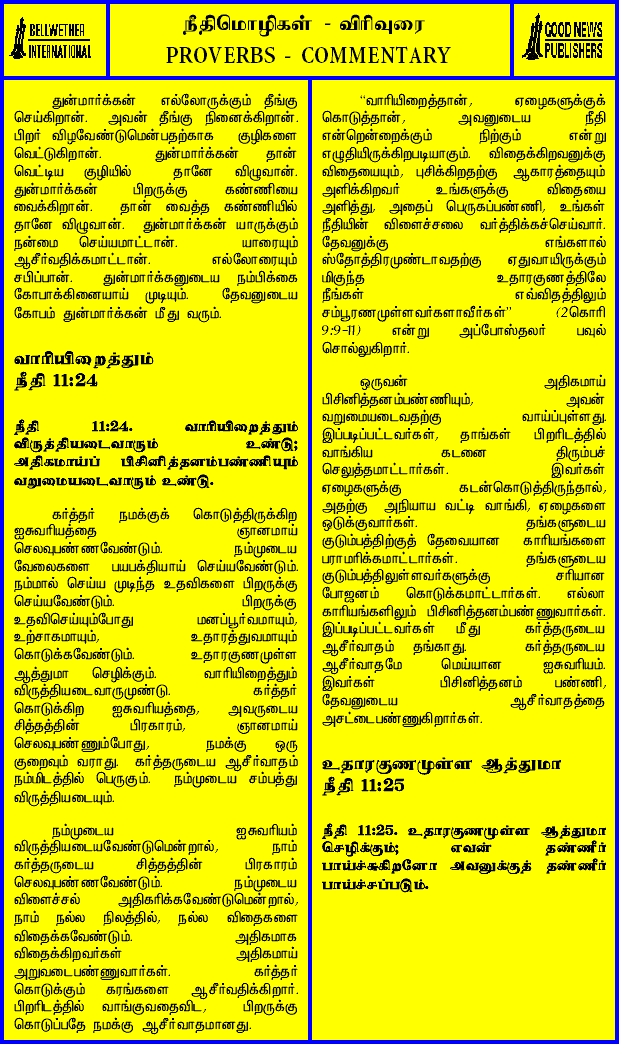 BELLWETHER
INTERNATIONAL
நீதிமொழிகள் - விரிவுரை
PROVERBS - COMMENTARY
GOOD NEWS
PUBLISHERS
துன்மார்க்கன் எல்லோருக்கும் தீங்கு
செய்கிறான். அவன் தீங்கு நினைக்கிறான்.
பிறர் விழவேண்டுமென்பதற்காக குழிகளை
வெட்டுகிறான். துன்மார்க்கன் தான்
வெட்டிய குழியில் தானே விழுவான்.
துன்மார்க்கன் பிறருக்கு கண்ணியை
வைக்கிறான். தான் வைத்த கண்ணியில்
தானே விழுவான். துன்மார்க்கன் யாருக்கும்
நன்மை செய்யமாட்டான். யாரையும்
ஆசீர்வதிக்கமாட்டான். எல்லோரையும்
சபிப்பான். துன்மார்க்கனுடைய நம்பிக்கை
கோபாக்கினையாய் முடியும். தேவனுடைய
கோபம் துன்மார்க்கன் மீது வரும்.
வாரியிறைத்தும்
நீதி 11:24
நீதி 11:24. வாரியிறைத்தும்
விருத்தியடைவாரும் உண்டு;
அதிகமாய்ப் பிசினித்தனம்பண்ணியும்
வறுமையடைவாரும் உண்டு.
கர்த்தர் நமக்குக் கொடுத்திருக்கிற
ஐசுவரியத்தை ஞானமாய்
செலவுபண்ணவேண்டும். நம்முடைய
வேலைகளை பயபக்தியாய் செய்யவேண்டும்.
நம்மால் செய்ய முடிந்த உதவிகளை பிறருக்கு
செய்யவேண்டும். பிறருக்கு
உதவிசெய்யும்போது மனப்பூர்வமாயும்,
உற்சாகமாயும், உதாரத்துவமாயும்
கொடுக்கவேண்டும். உதாரகுணமுள்ள
ஆத்துமா செழிக்கும். வாரியிறைத்தும்
விருத்தியடைவாருமுண்டு. கர்த்தர்
கொடுக்கிற ஐசுவரியத்தை, அவருடைய
சித்தத்தின் பிரகாரம், ஞானமாய்
செலவுபண்ணும்போது, நமக்கு ஒரு
குறைவும் வராது. கர்த்தருடைய ஆசீர்வாதம்
நம்மிடத்தில் பெருகும். நம்முடைய சம்பத்து
விருத்தியடையும்.
நம்முடைய ஐசுவரியம்
விருத்தியடையவேண்டுமென்றால், நாம்
கர்த்தருடைய சித்தத்தின் பிரகாரம்
செலவுபண்ணவேண்டும். நம்முடைய
விளைச்சல் அதிகரிக்கவேண்டுமென்றால்,
நாம் நல்ல நிலத்தில், நல்ல விதைகளை
விதைக்கவேண்டும். அதிகமாக
விதைக்கிறவர்கள் அதிகமாய்
அறுவடைபண்ணுவார்கள். கர்த்தர்
கொடுக்கும் கரங்களை ஆசீர்வதிக்கிறார்.
பிறரிடத்தில் வாங்குவதைவிட, பிறருக்கு
கொடுப்பதே நமக்கு ஆசீர்வாதமானது.
“வாரியிறைத்தான், ஏழைகளுக்குக்
கொடுத்தான், அவனுடைய நீதி
என்றென்றைக்கும் நிற்கும் என்று
எழுதியிருக்கிறபடியாகும். விதைக்கிறவனுக்கு
விதையையும், புசிக்கிறதற்கு ஆகாரத்தையும்
அளிக்கிறவர் உங்களுக்கு விதையை
அளித்து, அதைப் பெருகப்பண்ணி, உங்கள்
நீதியின் விளைச்சலை வர்த்திக்கச்செய்வார்.
தேவனுக்கு எங்களால்
ஸ்தோத்திரமுண்டாவதற்கு ஏதுவாயிருக்கும்
மிகுந்த உதாரகுணத்திலே
நீங்கள் எவ்விதத்திலும்
சம்பூரணமுள்ளவர்களாவீர்கள்” (2கொரி
9:9-11) என்று அப்போஸ்தலர் பவுல்
சொல்லுகிறார்.
ஒருவன் அதிகமாய்
பிசினித்தனம்பண்ணியும், அவன்
வறுமையடைவதற்கு வாய்ப்புள்ளது.
இப்படிப்பட்டவர்கள், தாங்கள் பிறரிடத்தில்
வாங்கிய கடனை திரும்பச்
செலுத்தமாட்டார்கள். இவர்கள்
ஏழைகளுக்கு கடன்கொடுத்திருந்தால்,
அதற்கு அநியாய வட்டி வாங்கி, ஏழைகளை
ஒடுக்குவார்கள். தங்களுடைய
குடும்பத்திற்குத் தேவையான காரியங்களை
பராமரிக்கமாட்டார்கள். தங்களுடைய
குடும்பத்திலுள்ளவர்களுக்கு சரியான
போஜனம் கொடுக்கமாட்டார்கள். எல்லா
காரியங்களிலும் பிசினித்தனம்பண்ணுவார்கள்.
இப்படிப்பட்டவர்கள் மீது கர்த்தருடைய
ஆசீர்வாதம் தங்காது. கர்த்தருடைய
ஆசீர்வாதமே மெய்யான ஐசுவரியம்.
இவர்கள் பிசினித்தனம் பண்ணி,
தேவனுடைய ஆசீர்வாதத்தை
அசட்டைபண்ணுகிறார்கள்.
உதாரகுணமுள்ள ஆத்துமா
நீதி 11:25
நீதி 11:25. உதாரகுணமுள்ள ஆத்துமா
செழிக்கும்; எவன் தண்ணீர்
பாய்ச்சுகிறனோ அவனுக்குத் தண்ணீர்
பாய்ச்சப்படும்.